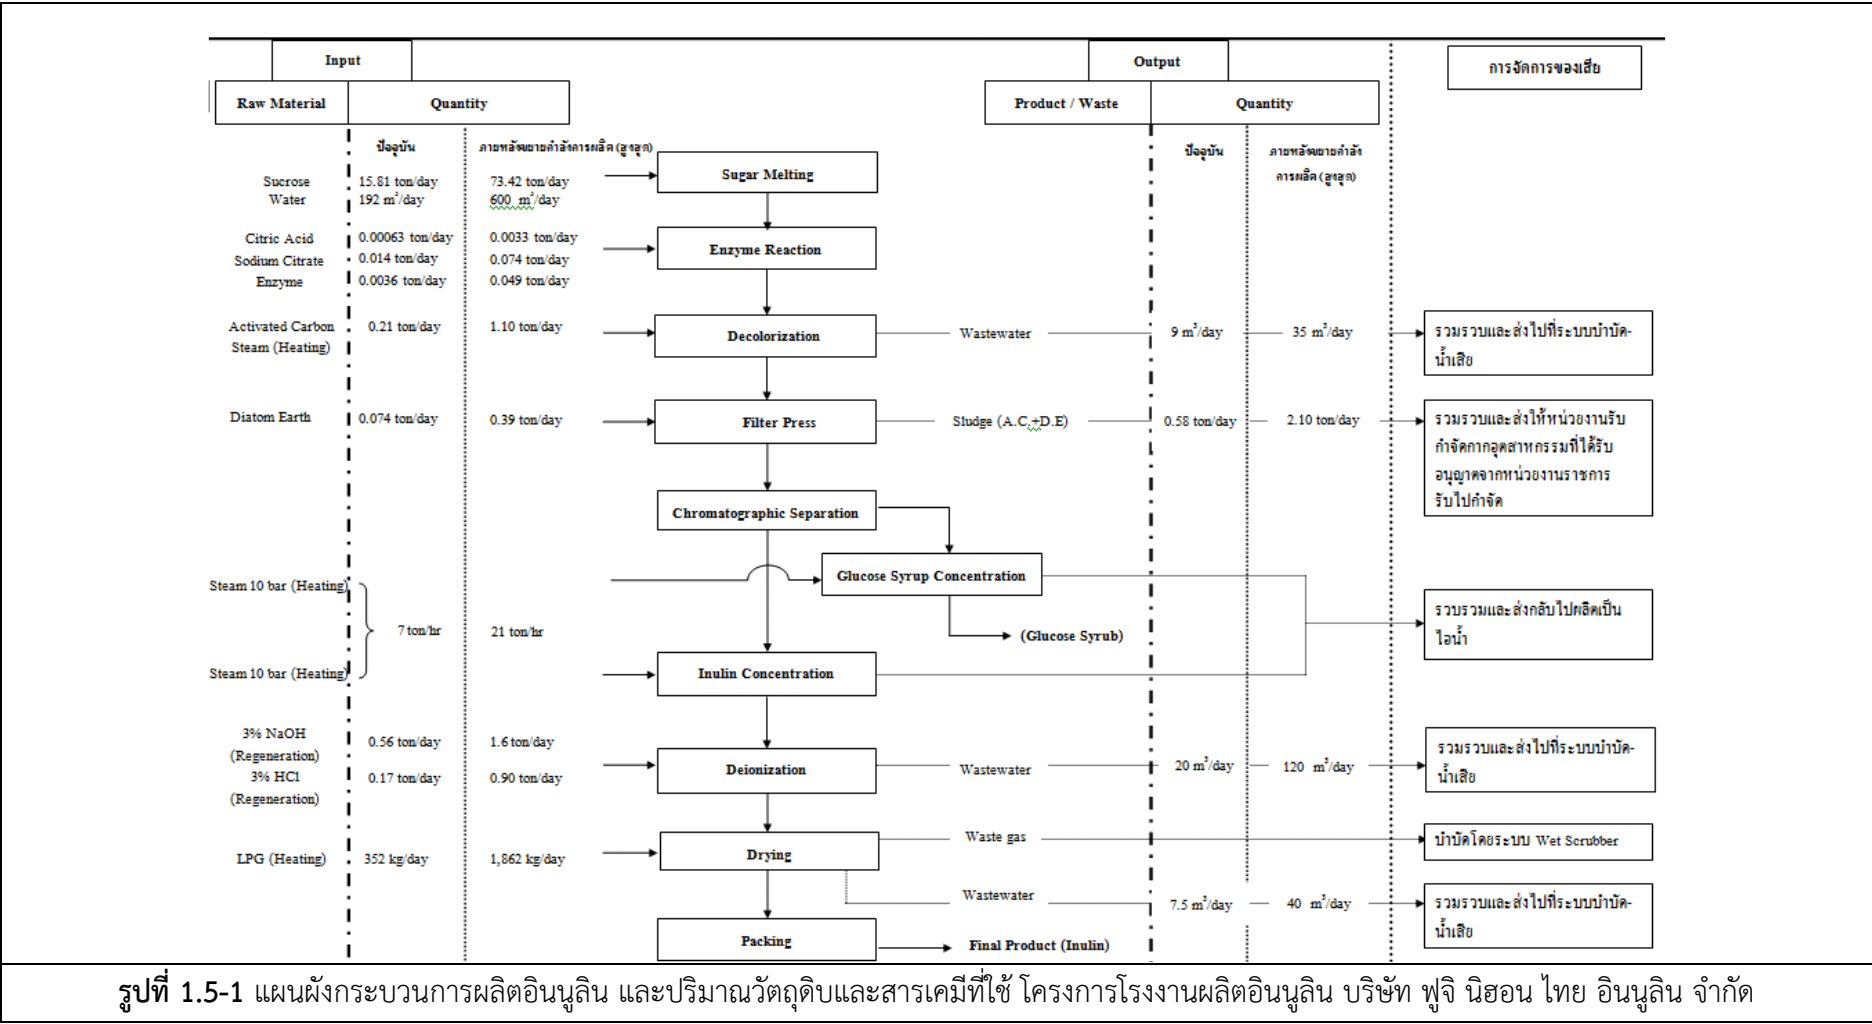 Input
Output
การจัดการของเสีย
Raw Material Quantity
Product / Waste Quantity
ปัจจุบัน ภายหลังขยายกำลังการผลิต (สูงสุด)
ปัจจุบัน ภายหลังขยายกำลัง
การผลิต (สูงสุด)
Sucrose 15.81 ton/day 73.42 ton/day
Water 192 m³/day 600 m³/day
Sugar Melting
Citric Acid 0.00063 ton/day 0.0033 ton/day
Sodium Citrate 0.014 ton/day 0.074 ton/day
Enzyme 0.0036 ton/day 0.049 ton/day
Enzyme Reaction
Activated Carbon 0.21 ton/day 1.10 ton/day
Steam (Heating)
Decolorization
Wastewater 9 m³/day 35 m³/day
รวมรวบและส่งไปที่ระบบบำบัด-
น้ำเสีย
Diatom Earth 0.074 ton/day 0.39 ton/day
Filter Press
Sludge (A.C.+D.E) 0.58 ton/day 2.10 ton/day
รวมรวบและส่งให้หน่วยงานรับ
กำจัดกากอุตสาหกรรมที่ได้รับ
อนุญาตจากหน่วยงานราชการ
รับไปกำจัด
Chromatographic Separation
Steam 10 bar (Heating)
Glucose Syrup Concentration
7 ton/hr 21 ton/hr
(Glucose Syrub)
รวบรวมและส่งกลับไปผลิตเป็น
ไอน้ำ
Steam 10 bar (Heating)
Inulin Concentration
3% NaOH
(Regeneration)
0.56 ton/day 1.6 ton/day
3% HCl
(Regeneration)
0.17 ton/day 0.90 ton/day
Deionization
Wastewater 20 m³/day 120 m³/day
รวมรวบและส่งไปที่ระบบบำบัด-
น้ำเสีย
LPG (Heating) 352 kg/day 1,862 kg/day
Drying
Waste gas
บำบัดโดยระบบ Wet Scrubber
Wastewater 7.5 m³/day 40 m³/day
รวมรวบและส่งไปที่ระบบบำบัด-
น้ำเสีย
Packing
Final Product (Inulin)
รูปที่ 1.5-1 แผนผังกระบวนการผลิตอินนูลิน และปริมาณวัตถุดิบและสารเคมีที่ใช้ โครงการโรงงานผลิตอินนูลิน บริษัท ฟูจิ นิฮอน ไทย อินนูลิน จำกัด